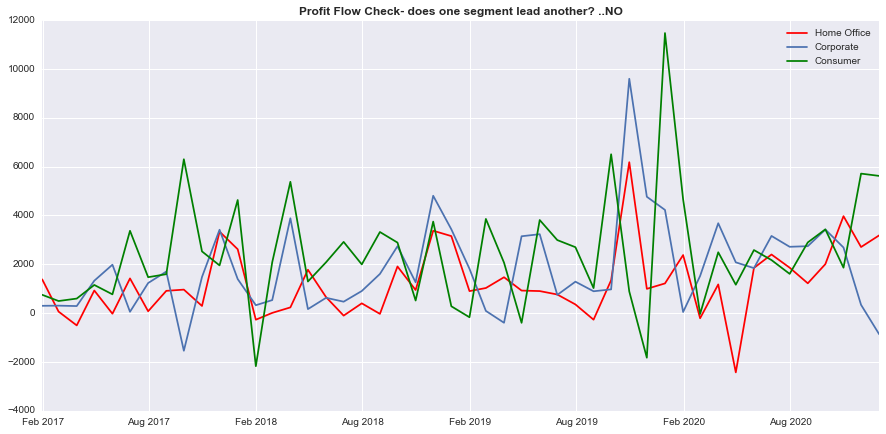 Profit Flow Check- does one segment lead another? ..NO
12000
10000
8000
6000
4000
2000
0
−2000
−4000
Home Office
Corporate
Consumer
Feb 2017
Aug 2017
Feb 2018
Aug 2018
Feb 2019
Aug 2019
Feb 2020
Aug 2020